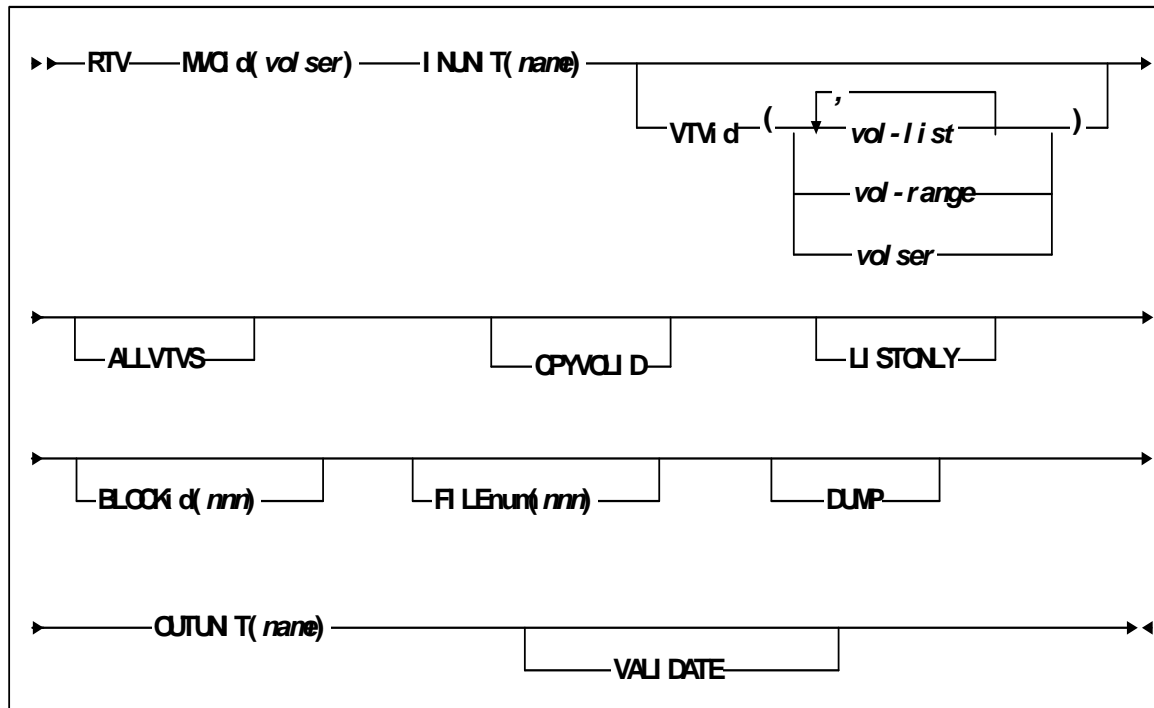 RTV MVCid(volser) INUNIT(name)
,
VTVid ( vol-list )
vol-range
volser
ALLVTVS CPYVOLID LISTONLY
BLOCKid(nnn) FILEnum(nnn) DUMP
OUTUNIT(name)
VALIDATE